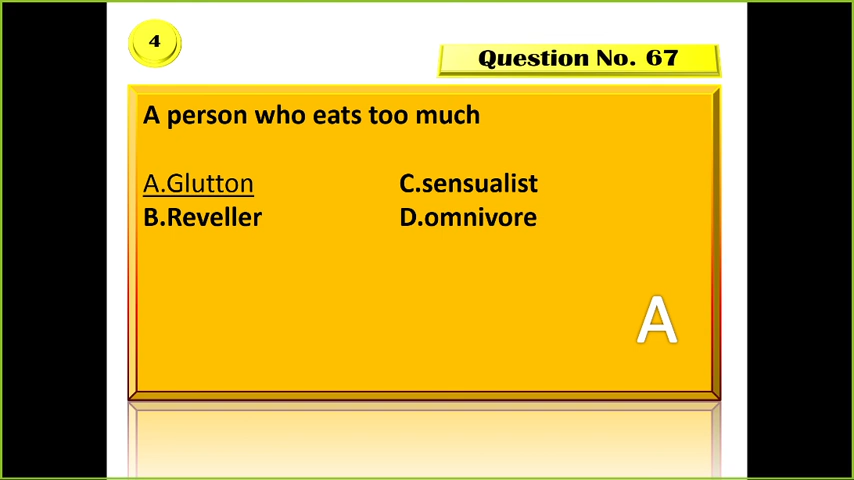 4
Question No. 67
A person who eats too much
A.Glutton
C.sensualist
B.Reveller
D.omnivore
A